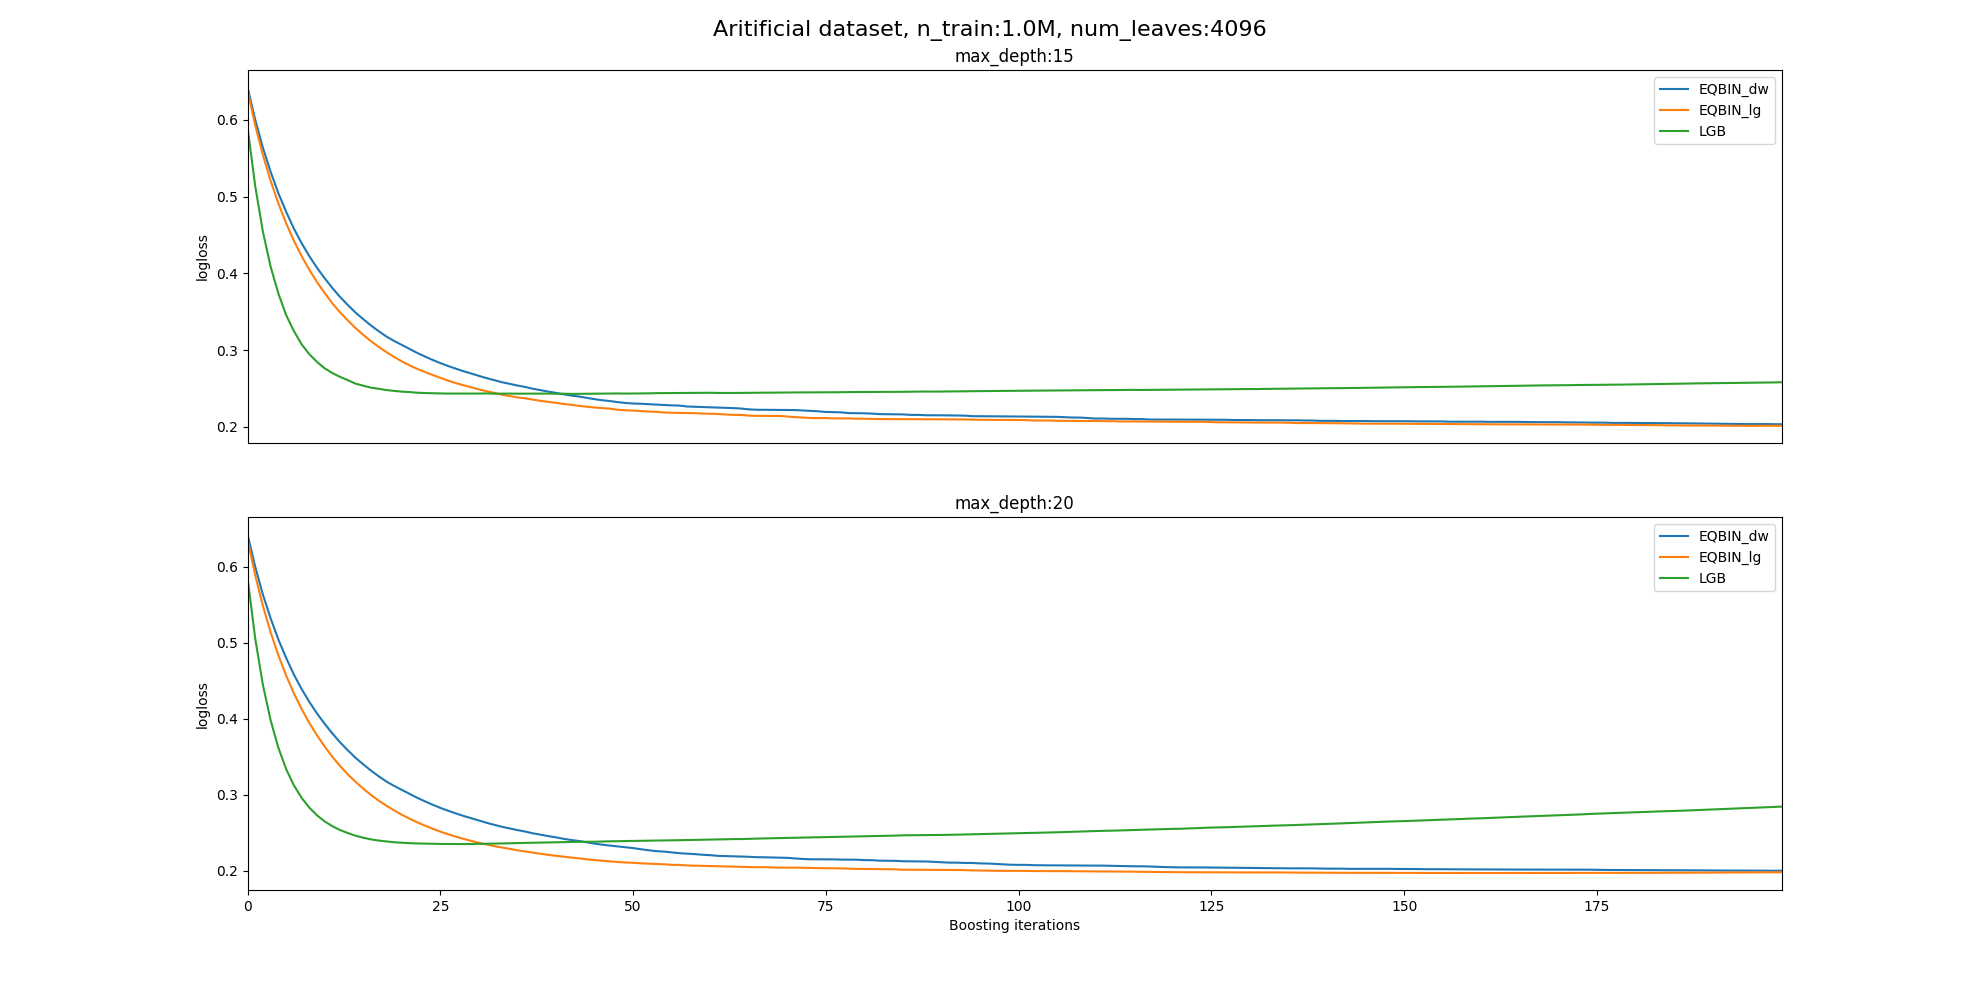 Aritificial dataset, n_train:1.0M, num_leaves:4096
max_depth:15
EQBIN_dw
EQBIN_lg
LGB
0.6
0.5
0.4
0.3
0.2
logloss
max_depth:20
EQBIN_dw
EQBIN_lg
LGB
0.6
0.5
0.4
0.3
0.2
logloss
0 25 50 75 100 125 150 175
Boosting iterations